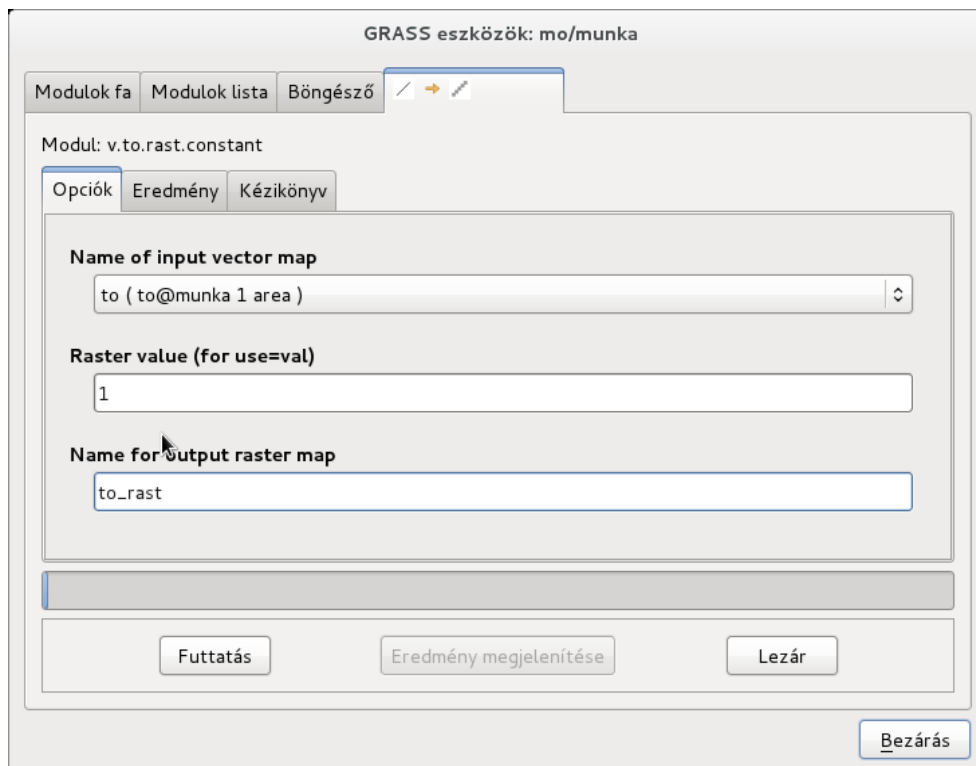 GRASS eszközök: mo/munka
Modulok fa Modulok lista Böngésző
Modul: v.to.rast.constant
Opciók Eredmény Kézikönyv
Name of input vector map
to ( to@munka 1 area )
Raster value (for use=val)
1
Name for output raster map
to_rast
Futtatás Eredmény megjelenítése Lezár
Bezárás